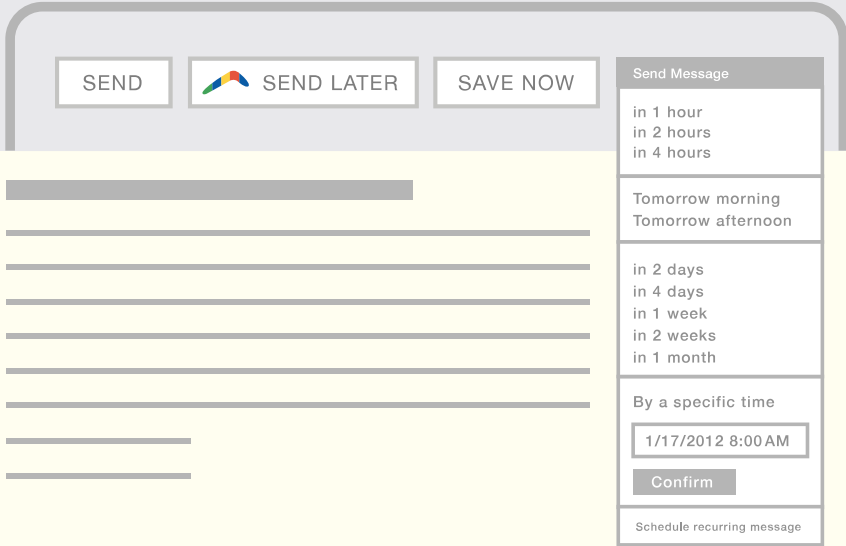 SEND
SEND LATER
SAVE NOW
Send Message
in 1 hour
in 2 hours
in 4 hours
Tomorrow morning
Tomorrow afternoon
in 2 days
in 4 days
in 1 week
in 2 weeks
in 1 month
By a specific time
1/17/2012 8:00 AM
Confirm
Schedule recurring message